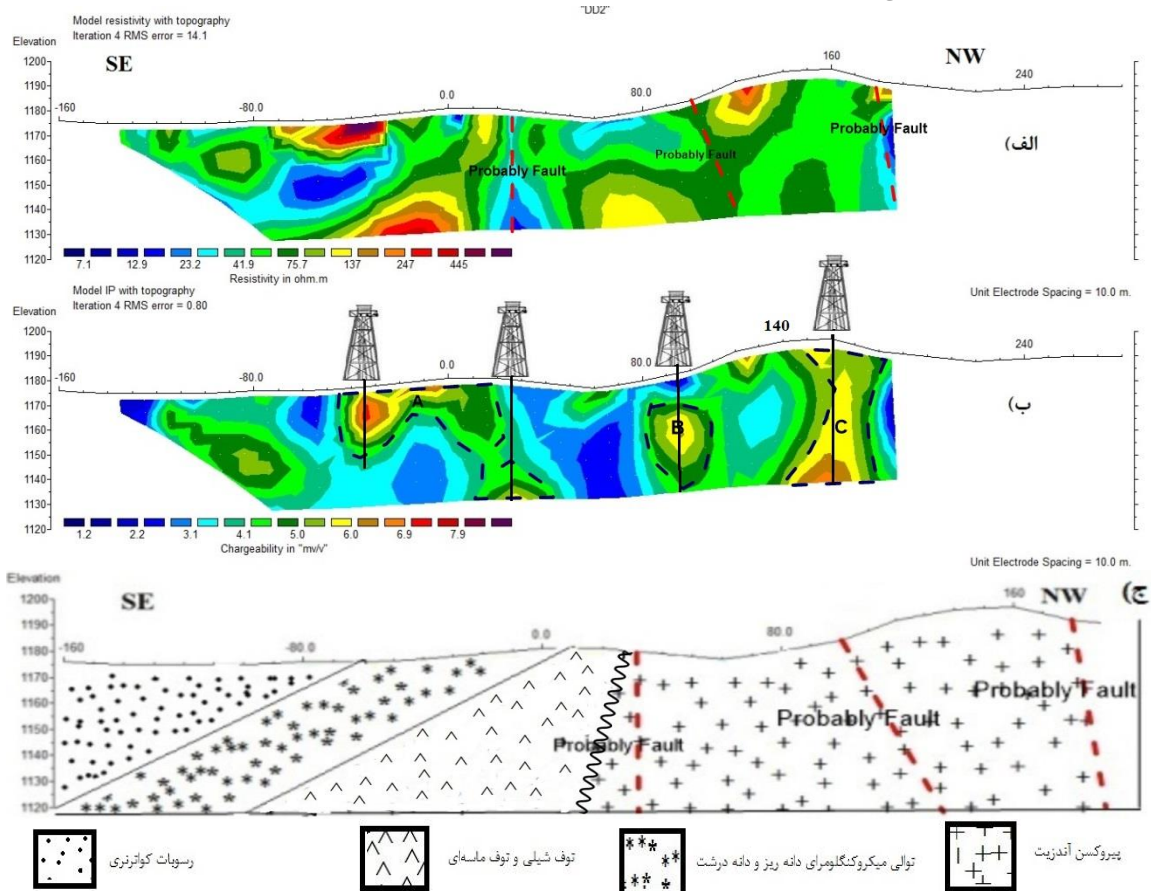 "DD2"
Model resistivity with topography
Iteration 4 RMS error = 14.1
Elevation
SE
NW
1200
1190
1180
1170
1160
1150
1140
1130
1120
-160
-80.0
0.0
80.0
160
240
Probably Fault
Probably Fault
Probably Fault
الف)
7.1 12.9 23.2 41.9 75.7 137 247 445
Resistivity in ohm.m
Model IP with topography
Iteration 4 RMS error = 0.80
Unit Electrode Spacing = 10.0 m.
Elevation
1200
1190
1180
1170
1160
1150
1140
1130
1120
-160
-80.0
0.0
80.0
140
240
A
B
C
ب)
1.2 2.2 3.1 4.1 5.0 6.0 6.9 7.9
Chargeability in "mv/v"
Unit Electrode Spacing = 10.0 m.
Elevation
SE
NW
ج)
1200
1190
1180
1170
1160
1150
1140
1130
1120
-160
-80.0
0.0
80.0
160
Probably Fault
Probably Fault
Probably Fault
رسوبات کواترنری
توف شیلی و توف ماسه‌ای
توالی میکروکنگلومرای دانه ریز و دانه درشت
پیروکسن آندزیت